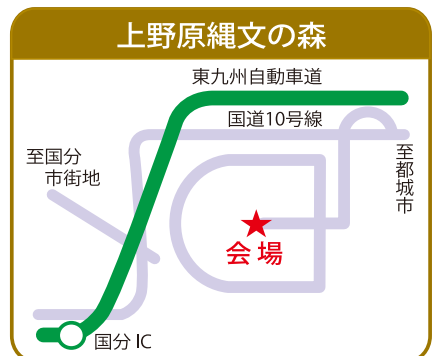 上野原縄文の森
東九州自動車道
国道10号線
至国分
市街地
至都城市
会場
国分 IC